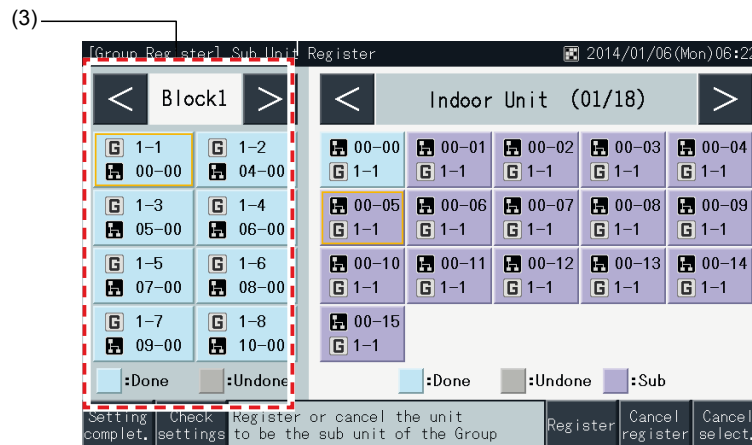 (3)
[Group Register] Sub Unit Register 2014/01/06(Mon)06:22
< Block1 > < Indoor Unit (01/18) >
G 1-1 G 1-2 00-00 00-01 00-02 00-03 00-04
00-00 04-00 G 1-1 G 1-1 G 1-1 G 1-1 G 1-1
G 1-3 G 1-4 00-05 00-06 00-07 00-08 00-09
05-00 06-00 G 1-1 G 1-1 G 1-1 G 1-1 G 1-1
G 1-5 G 1-6 00-10 00-11 00-12 00-13 00-14
07-00 08-00 G 1-1 G 1-1 G 1-1 G 1-1 G 1-1
G 1-7 G 1-8 00-15
09-00 10-00 G 1-1
:Done :Undone :Done :Undone :Sub
Setting Check Register or cancel the unit Register Cancel Cancel
complet. settings to be the sub unit of the Group register select.